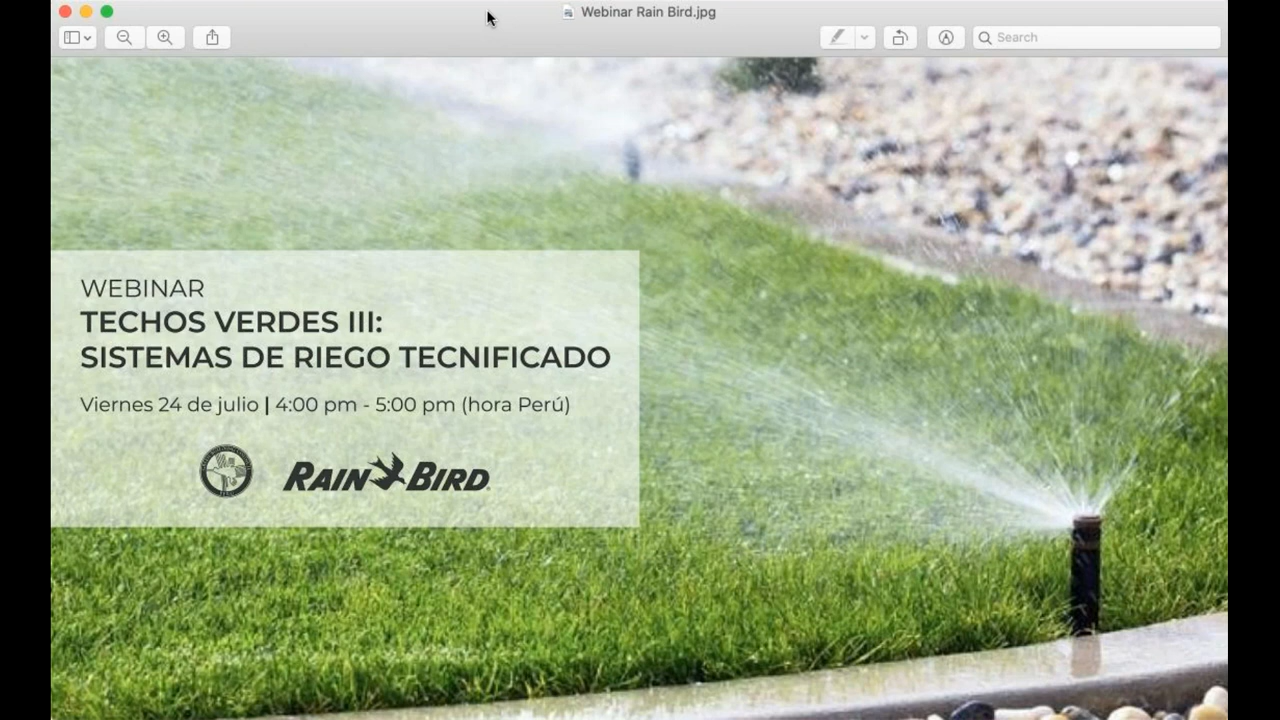 Webinar Rain Bird.jpg
Search
WEBINAR
TECHOS VERDES III:
SISTEMAS DE RIEGO TECNIFICADO
Viernes 24 de julio | 4:00 pm - 5:00 pm (hora Perú)
RAIN BIRD